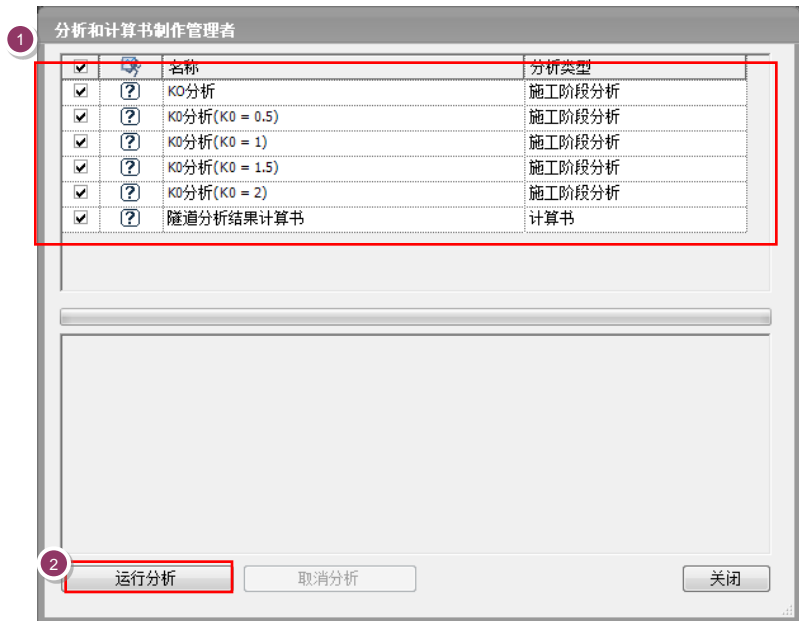 1
分析和计算书制作管理者
名称 分析类型
K0分析 施工阶段分析
K0分析(K0 = 0.5) 施工阶段分析
K0分析(K0 = 1) 施工阶段分析
K0分析(K0 = 1.5) 施工阶段分析
K0分析(K0 = 2) 施工阶段分析
隧道分析结果计算书 计算书
2
运行分析 取消分析 关闭